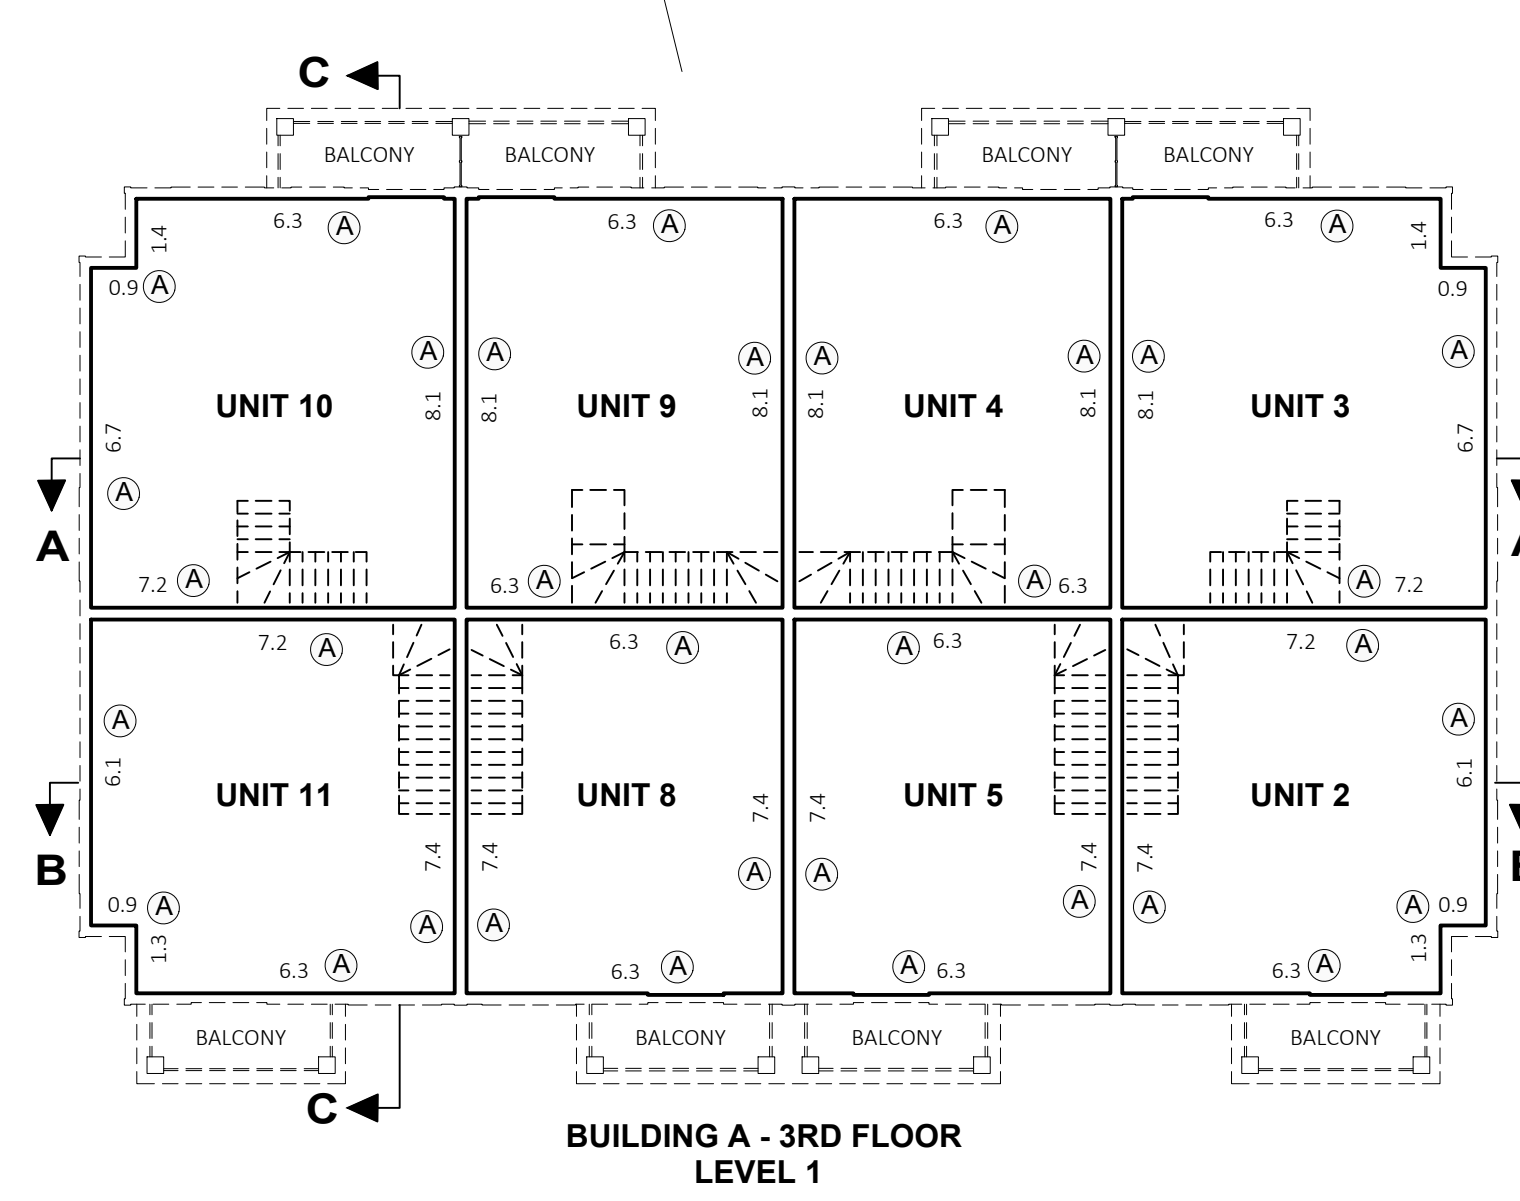 C
BALCONY BALCONY BALCONY BALCONY
6.3 A 6.3 A 6.3 A 6.3 A
1.4 1.4
0.9 A 0.9
A A A A A A A
UNIT 10 UNIT 9 UNIT 4 UNIT 3
8.1 8.1 8.1 8.1 8.1 8.1
6.7 6.7
A
A
7.2 A 6.3 A A 6.3 A 7.2
7.2 A 6.3 A A 6.3 7.2 A
A A
6.1 6.1
UNIT 11 UNIT 8 UNIT 5 UNIT 2
7.4 7.4
7.4 7.4 7.4 7.4
B
A A
0.9 A A A A A A 0.9
1.3 1.3
6.3 A 6.3 A A 6.3 6.3 A
BALCONY BALCONY BALCONY BALCONY
C
BUILDING A - 3RD FLOOR
LEVEL 1